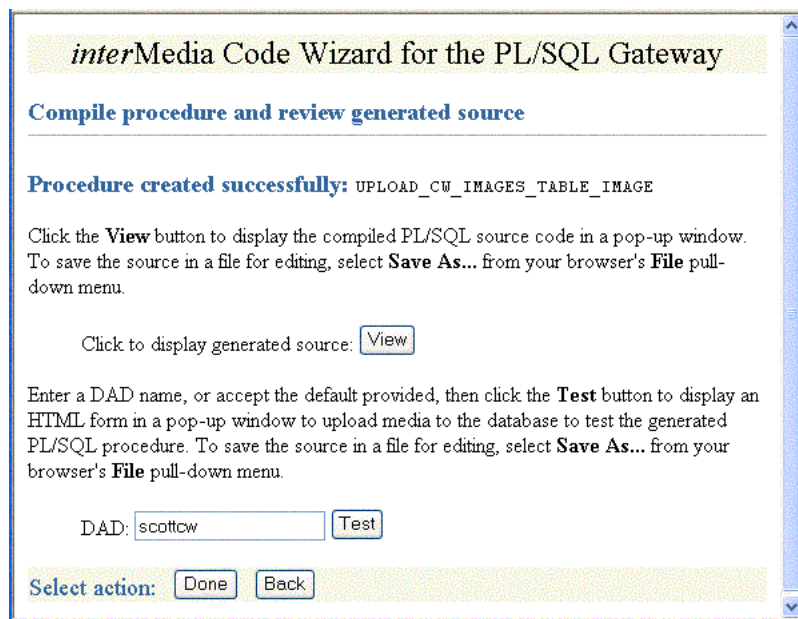 interMedia Code Wizard for the PL/SQL Gateway
Compile procedure and review generated source
Procedure created successfully: UPLOAD_CW_IMAGES_TABLE_IMAGE
Click the View button to display the compiled PL/SQL source code in a pop-up window.
To save the source in a file for editing, select Save As... from your browser's File pull-
down menu.
Click to display generated source: View
Enter a DAD name, or accept the default provided, then click the Test button to display an
HTML form in a pop-up window to upload media to the database to test the generated
PL/SQL procedure. To save the source in a file for editing, select Save As... from your
browser's File pull-down menu.
DAD: scottcw Test
Select action: Done Back